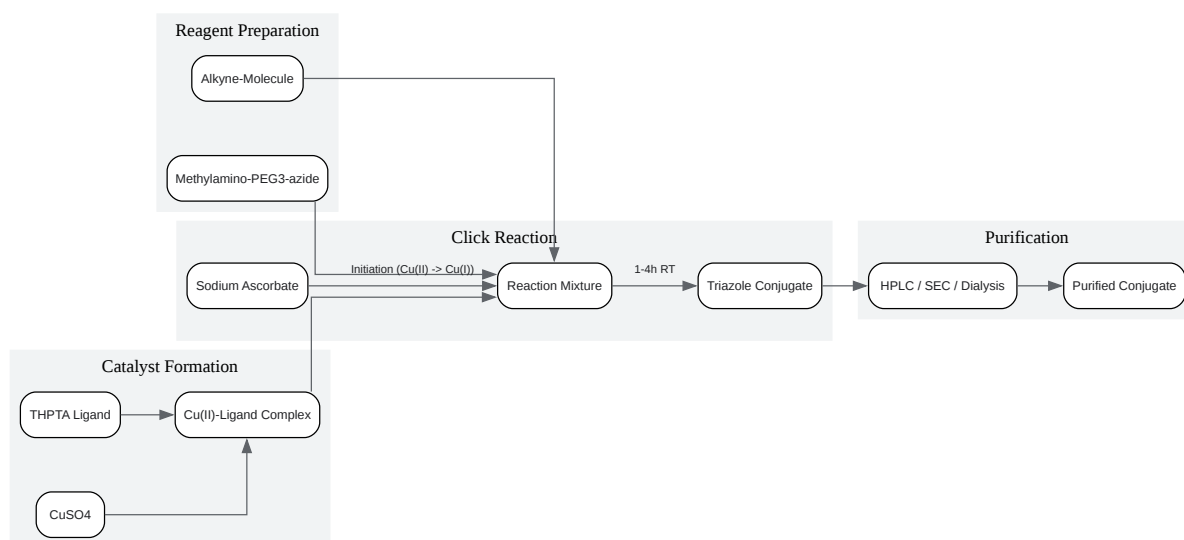 Reagent Preparation
Alkyne-Molecule
Methylamino-PEG3-azide
Click Reaction
Purification
Initiation (Cu(II) -> Cu(I))
1-4h RT
Sodium Ascorbate
Reaction Mixture
Triazole Conjugate
HPLC / SEC / Dialysis
Purified Conjugate
Catalyst Formation
THPTA Ligand
Cu(II)-Ligand Complex
CuSO4